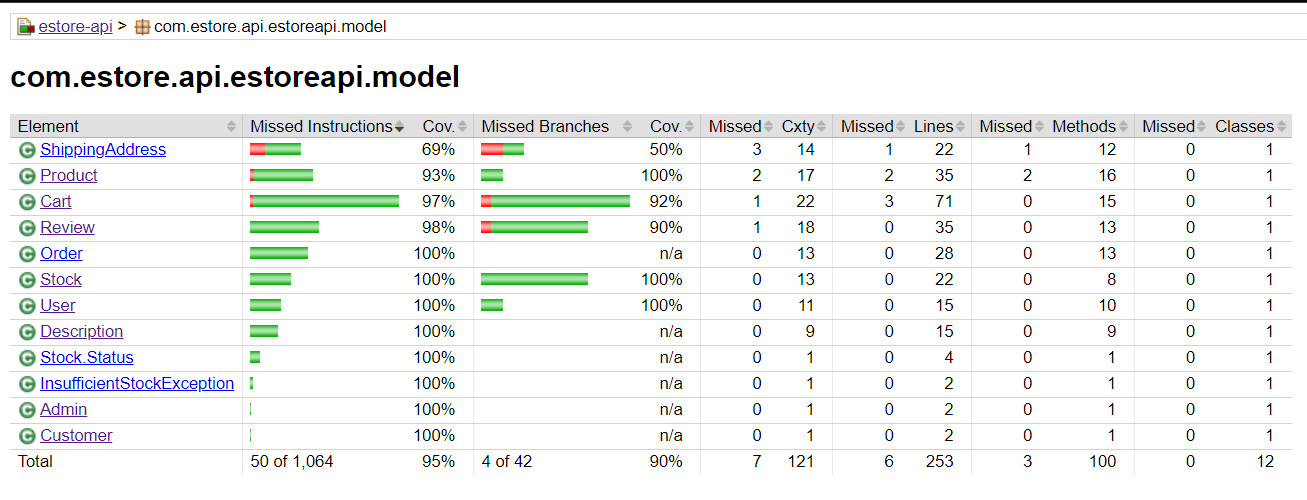 estore-api > com.estore.api.estoreapi.model
com.estore.api.estoreapi.model
Element Missed Instructions Cov. Missed Branches Cov. Missed Cxty Missed Lines Missed Methods Missed Classes
ShippingAddress 69% 50% 3 14 1 22 1 12 0 1
Product 93% 100% 2 17 2 35 2 16 0 1
Cart 97% 92% 1 22 3 71 0 15 0 1
Review 98% 90% 1 18 0 35 0 13 0 1
Order 100% n/a 0 13 0 28 0 13 0 1
Stock 100% 100% 0 13 0 22 0 8 0 1
User 100% 100% 0 11 0 15 0 10 0 1
Description 100% n/a 0 9 0 15 0 9 0 1
Stock.Status 100% n/a 0 1 0 4 0 1 0 1
InsufficientStockException 100% n/a 0 1 0 2 0 1 0 1
Admin 100% n/a 0 1 0 2 0 1 0 1
Customer 100% n/a 0 1 0 2 0 1 0 1
Total 50 of 1,064 95% 4 of 42 90% 7 121 6 253 3 100 0 12